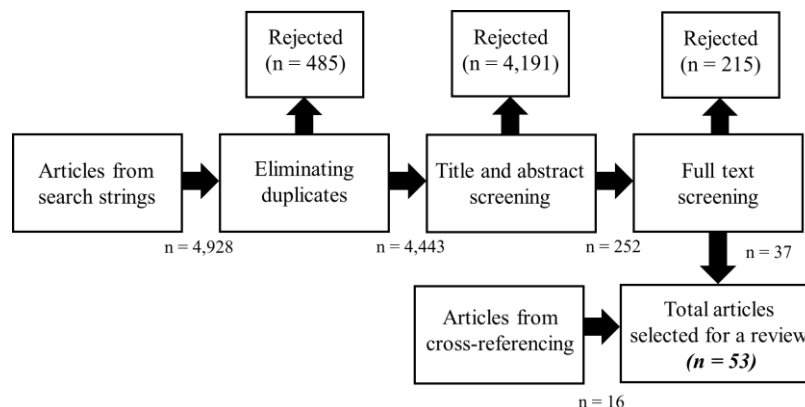 Rejected
(n = 485)
Rejected
(n = 4,191)
Rejected
(n = 215)
Articles from
search strings
Eliminating
duplicates
Title and abstract
screening
Full text
screening
n = 4,928
n = 4,443
n = 252
n = 37
Articles from
cross-referencing
Total articles
selected for a review
(n = 53)
n = 16